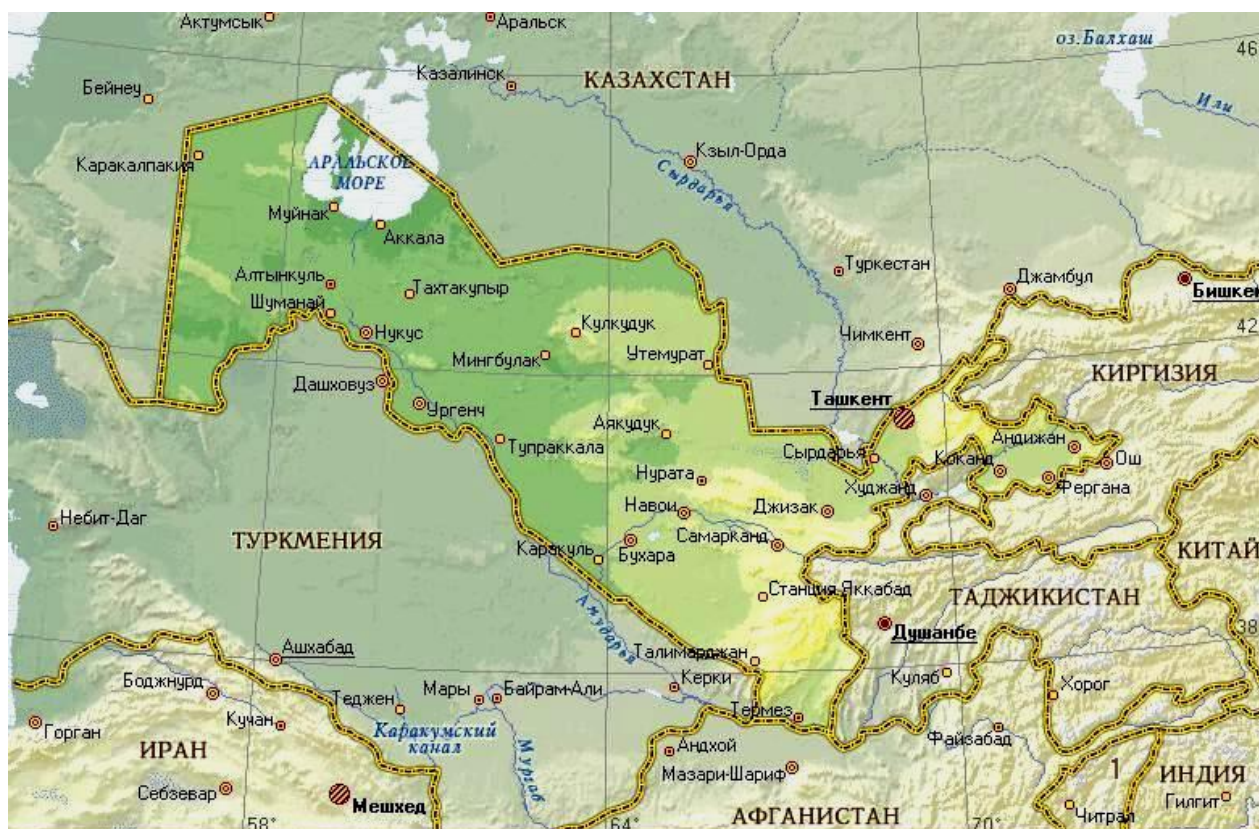 Актумсык
Аральск
оз.Балхаш
46
Бейнеу
Казалинск
КАЗАХСТАН
Или
Каракалпакия
АРАЛЬСКОЕ
МОРЕ
Кзыл-Орда
Сырдарья
Муйнак
Аккала
Алтынкуль
Тахтакупыр
Туркестан
Джамбул
Бишкек
Шуманай
Нукус
Кулкудук
Чимкент
42
Мингбулак
Утемурат
КИРГИЗИЯ
Дашховуз
Ургенч
Ташкент
Аякудук
Андижан
Тупраккала
Сырдарья
Коканд
Ош
Нурата
Худжанд
Фергана
Небит-Даг
Навои
Джизак
ТУРКМЕНИЯ
Каракуль
Бухара
Самарканд
КИТАЙ
Станция Яккабад
ТАДЖИКИСТАН
Амударья
Душанбе
38
Ашхабад
Талимарджан
Боджнурд
Теджен
Мары
Байрам-Али
Керки
Куляб
Хорог
Горган
Кучан
Каракумский
канал
Термез
Файзабад
ИРАН
Мургаб
Андхой
Мазари-Шариф
1
ИНДИЯ
Себзевар
Мешхед
АФГАНИСТАН
Читрал
Гилгит
58°
64°
70°